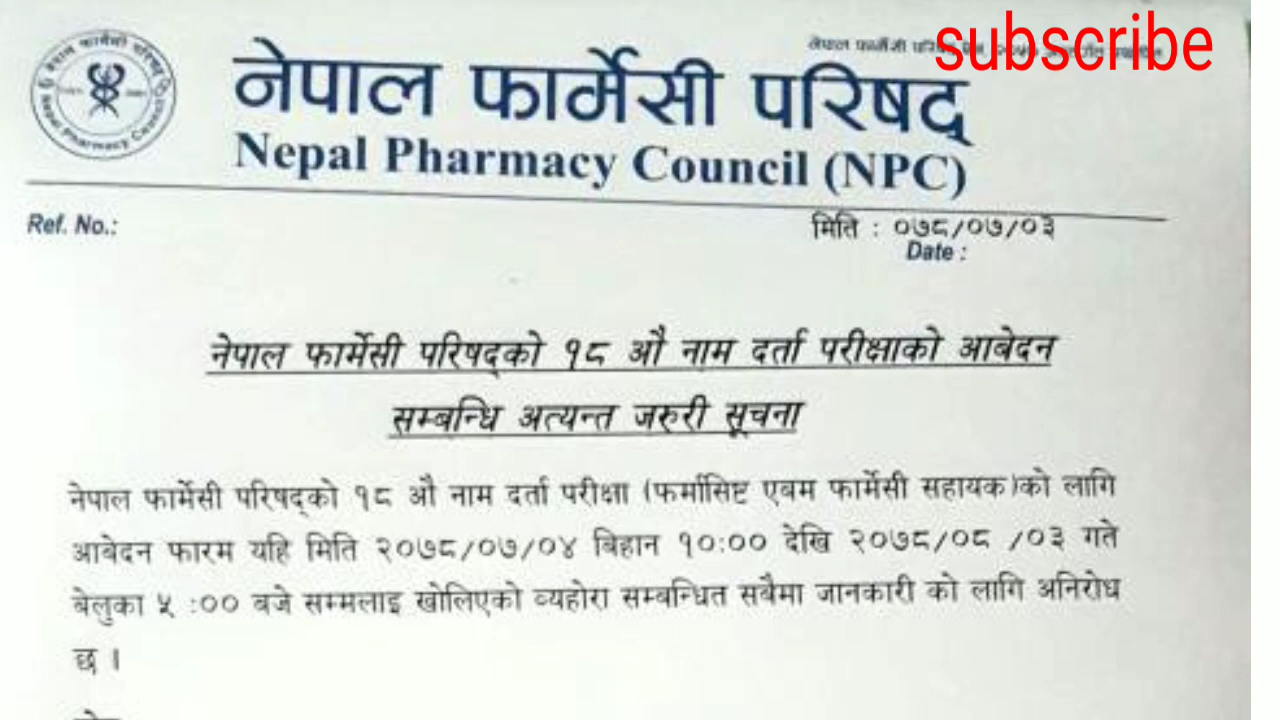 subscribe
नेपाल फार्मेसी परिषद्
Nepal Pharmacy Council (NPC)
Ref. No.:
मिति : ०७८/०७/०३
Date :
नेपाल फार्मेसी परिषद्को १८ औ नाम दर्ता परीक्षाको आबेदन
सम्बन्धि अत्यन्त जरुरी सूचना
नेपाल फार्मेसी परिषद्को १८ औ नाम दर्ता परीक्षा (फर्मासिष्ट एबम फार्मेसी सहायक)को लागि
आबेदन फारम यहि मिति २०७८/०७/०४ बिहान १०:०० देखि २०७८/०८ /०३ गते
बेलुका ५ :०० बजे सम्मलाइ खोलिएको व्यहोरा सम्बन्धित सबैमा जानकारी को लागि अनिरोध
छ ।